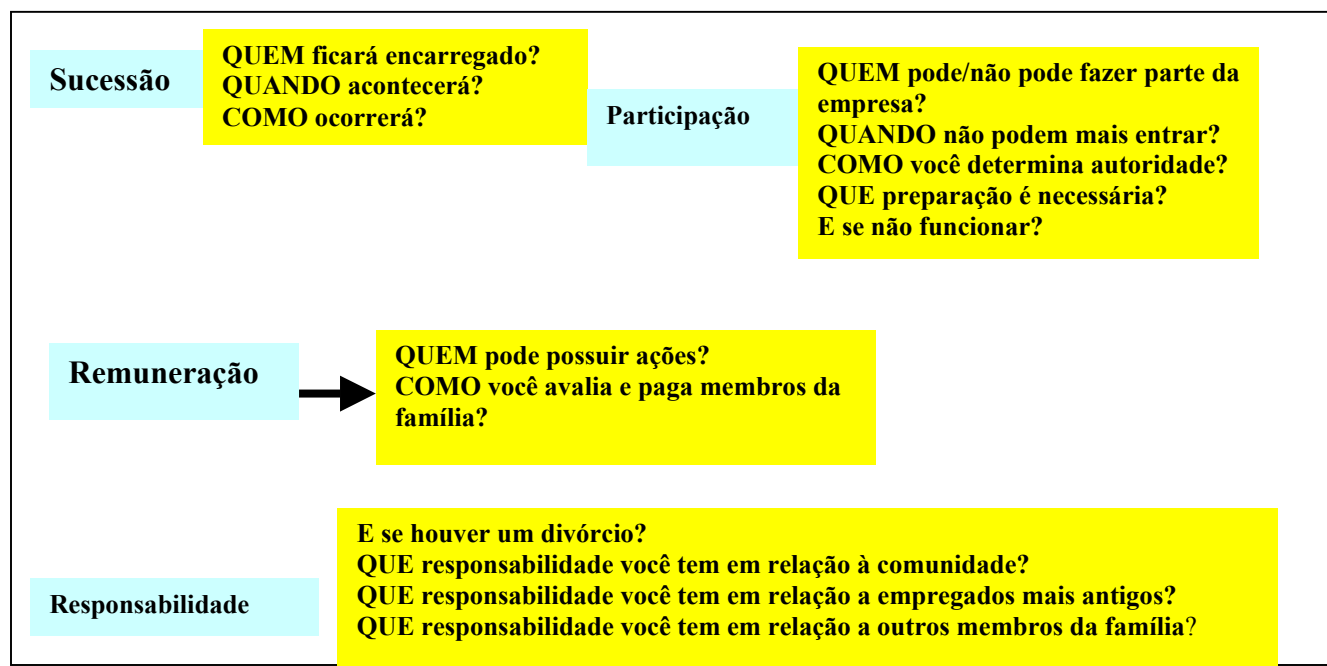 Sucessão
QUEM ficará encarregado?
QUANDO acontecerá?
COMO ocorrerá?
Participação
QUEM pode/não pode fazer parte da
empresa?
QUANDO não podem mais entrar?
COMO você determina autoridade?
QUE preparação é necessária?
E se não funcionar?
Remuneração
QUEM pode possuir ações?
COMO você avalia e paga membros da
família?
Responsabilidade
E se houver um divórcio?
QUE responsabilidade você tem em relação à comunidade?
QUE responsabilidade você tem em relação a empregados mais antigos?
QUE responsabilidade você tem em relação a outros membros da família?